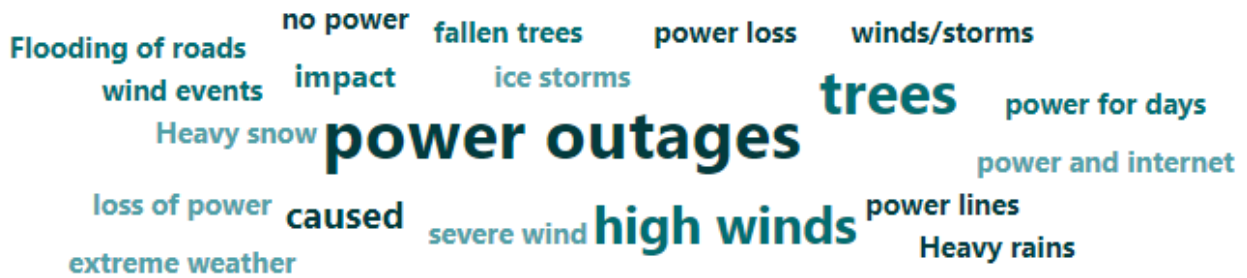 no power
fallen trees
power loss
winds/storms
Flooding of roads
impact
ice storms
wind events
trees
power for days
Heavy snow
power outages
power and internet
loss of power
caused
severe wind
high winds
power lines
Heavy rains
extreme weather